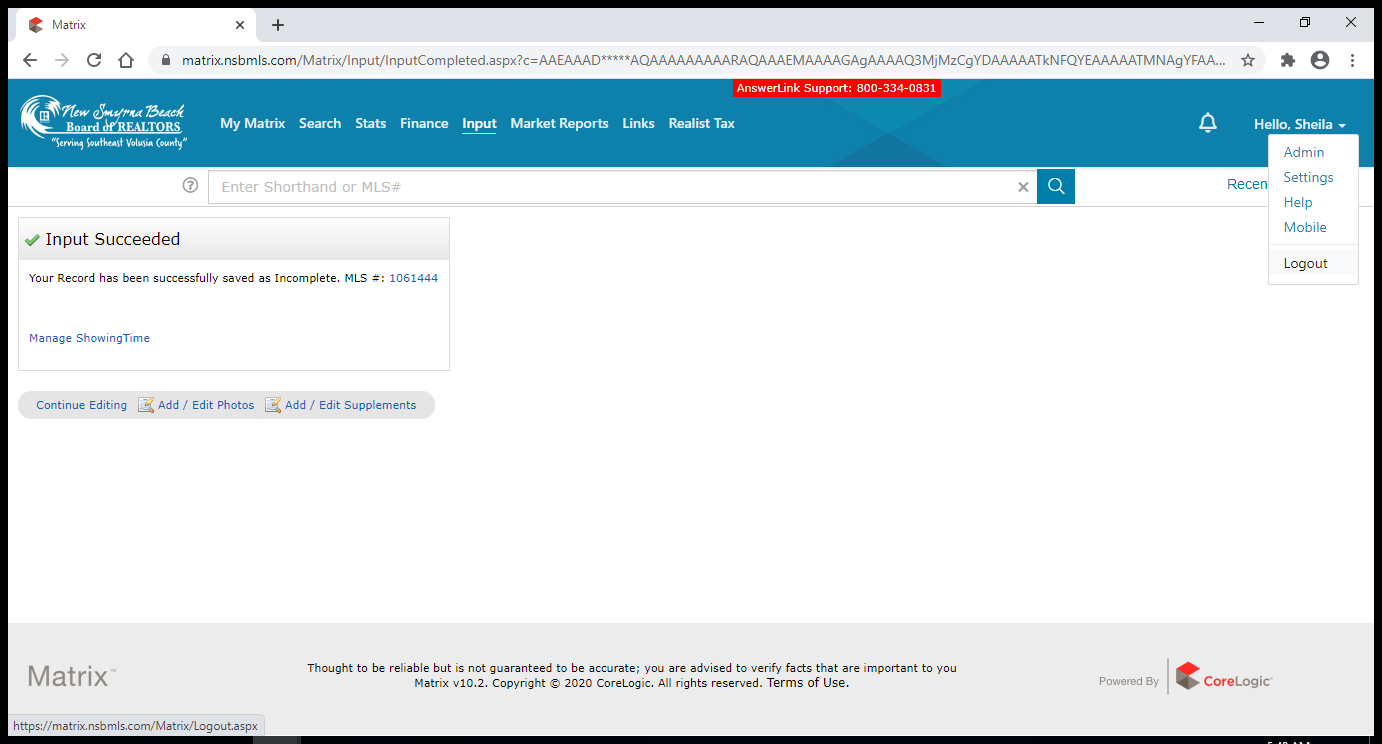 Matrix
matrix.nsbmls.com/Matrix/Input/InputCompleted.aspx?c=AAEAAAD*****AQAAAAAAAAARAQAAAEMAAAAGAgAAAAQ3MjMzCgYDAAAAATkNFQYEAAAAATMNAgYFAA...
AnswerLink Support: 800-334-0831
New Smyrna Beach
Board of REALTORS
"Serving Southeast Volusia County"
My Matrix Search Stats Finance Input Market Reports Links Realist Tax
Hello, Sheila
Admin
Settings
Help
Mobile
Logout
Enter Shorthand or MLS#
Recen
Input Succeeded
Your Record has been successfully saved as Incomplete. MLS #: 1061444
Manage ShowingTime
Continue Editing Add / Edit Photos Add / Edit Supplements
Matrix™
Thought to be reliable but is not guaranteed to be accurate; you are advised to verify facts that are important to you
Matrix v10.2. Copyright © 2020 CoreLogic. All rights reserved. Terms of Use.
Powered By CoreLogic
https://matrix.nsbmls.com/Matrix/Logout.aspx